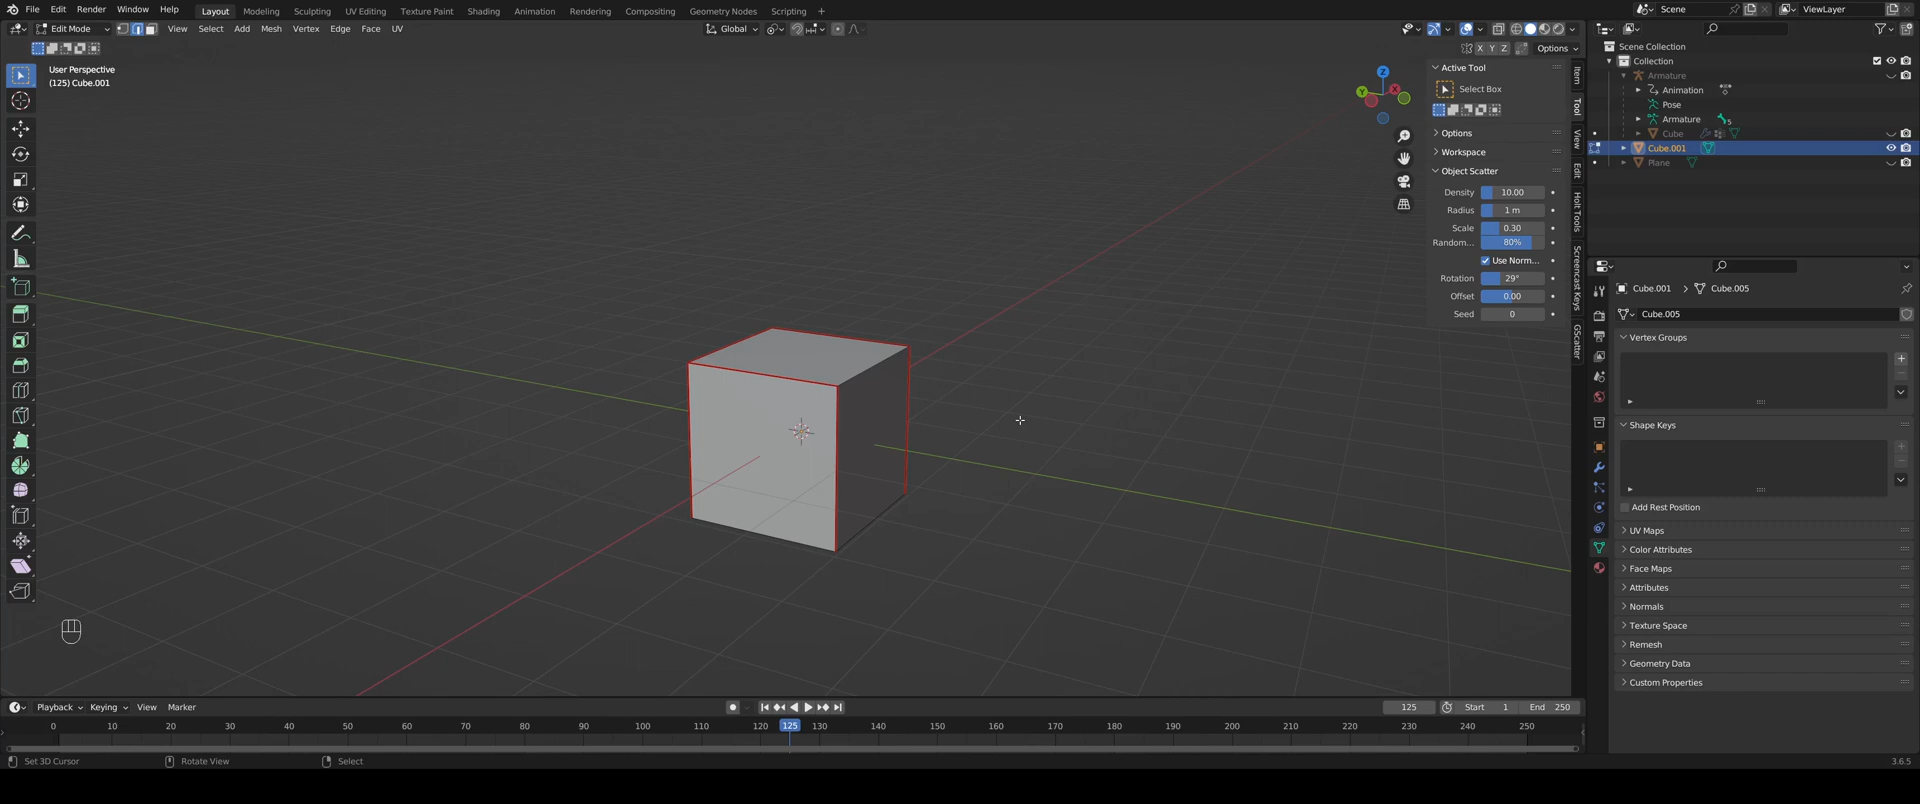 File Edit Render Window Help Layout Modeling Sculpting UV Editing Texture Paint Shading Animation Rendering Compositing Geometry Nodes Scripting + Scene ViewLayer
Edit Mode View Select Add Mesh Vertex Edge Face UV Global
X Y Z Options
User Perspective
(125) Cube.001
Z
Y
X
Active Tool
Select Box
Options
Workspace
Object Scatter
Density 10.00
Radius 1 m
Scale 0.30
Random... 80%
Use Norm...
Rotation 29°
Offset 0.00
Seed 0
Item
Tool
View
Edit
Holt Tools
Screencast Keys
GScatter
Scene Collection
Collection
Armature
Animation
Pose
Armature 5
Cube
Cube.001
Plane
Cube.001 > Cube.005
Cube.005
Vertex Groups
Shape Keys
Add Rest Position
UV Maps
Color Attributes
Face Maps
Attributes
Normals
Texture Space
Remesh
Geometry Data
Custom Properties
Playback Keying View Marker 125 Start 1 End 250
0 10 20 30 40 50 60 70 80 90 100 110 125 130 140 150 160 170 180 190 200 210 220 230 240 250
Set 3D Cursor Rotate View Select 3.6.5